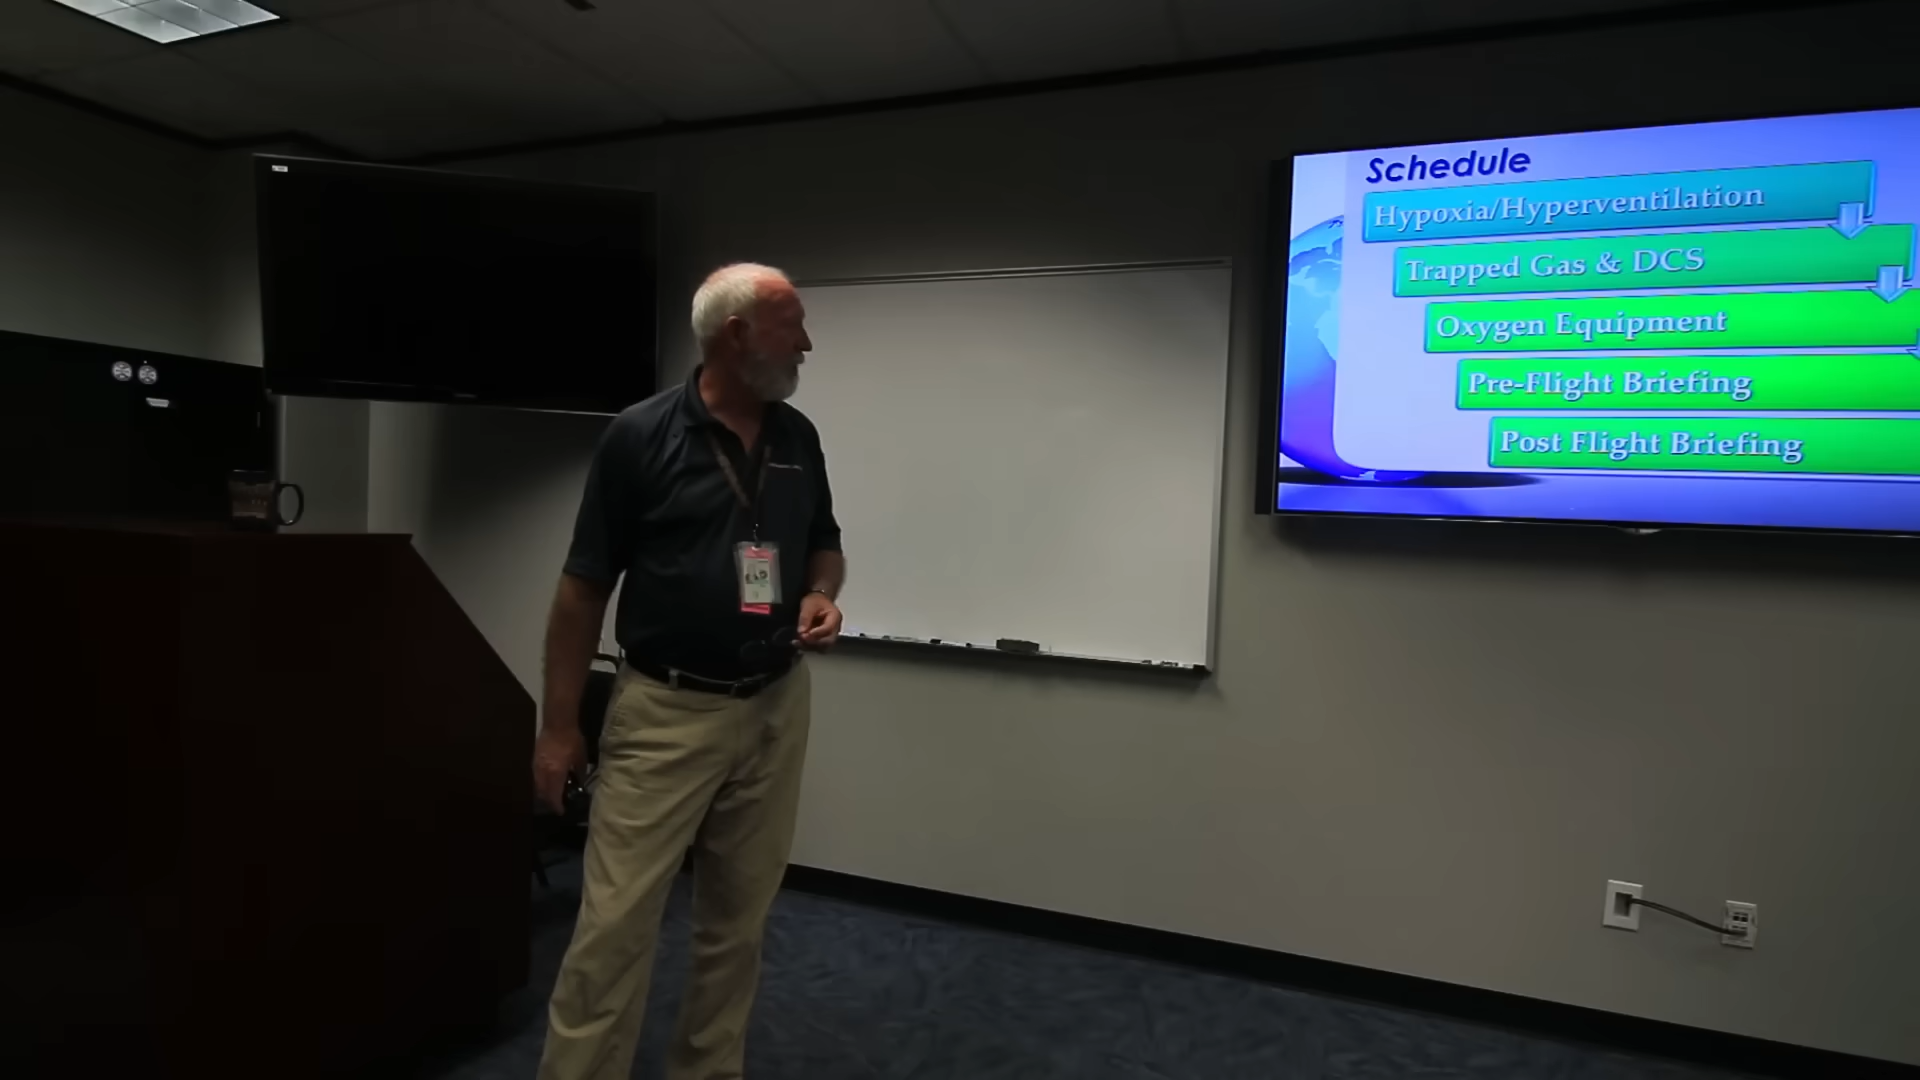 Schedule
Hypoxia/Hyperventilation
Trapped Gas & DCS
Oxygen Equipment
Pre-Flight Briefing
Post Flight Briefing